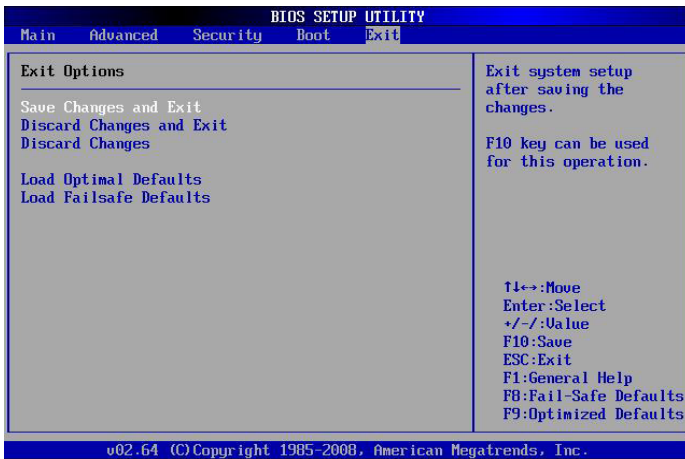 BIOS SETUP UTILITY
Main Advanced Security Boot Exit
Exit Options
Save Changes and Exit
Discard Changes and Exit
Discard Changes
Load Optimal Defaults
Load Failsafe Defaults
Exit system setup
after saving the
changes.
F10 key can be used
for this operation.
↑↓←→:Move
Enter:Select
+/-/:Value
F10:Save
ESC:Exit
F1:General Help
F8:Fail-Safe Defaults
F9:Optimized Defaults
v02.64 (C)Copyright 1985-2008, American Megatrends, Inc.